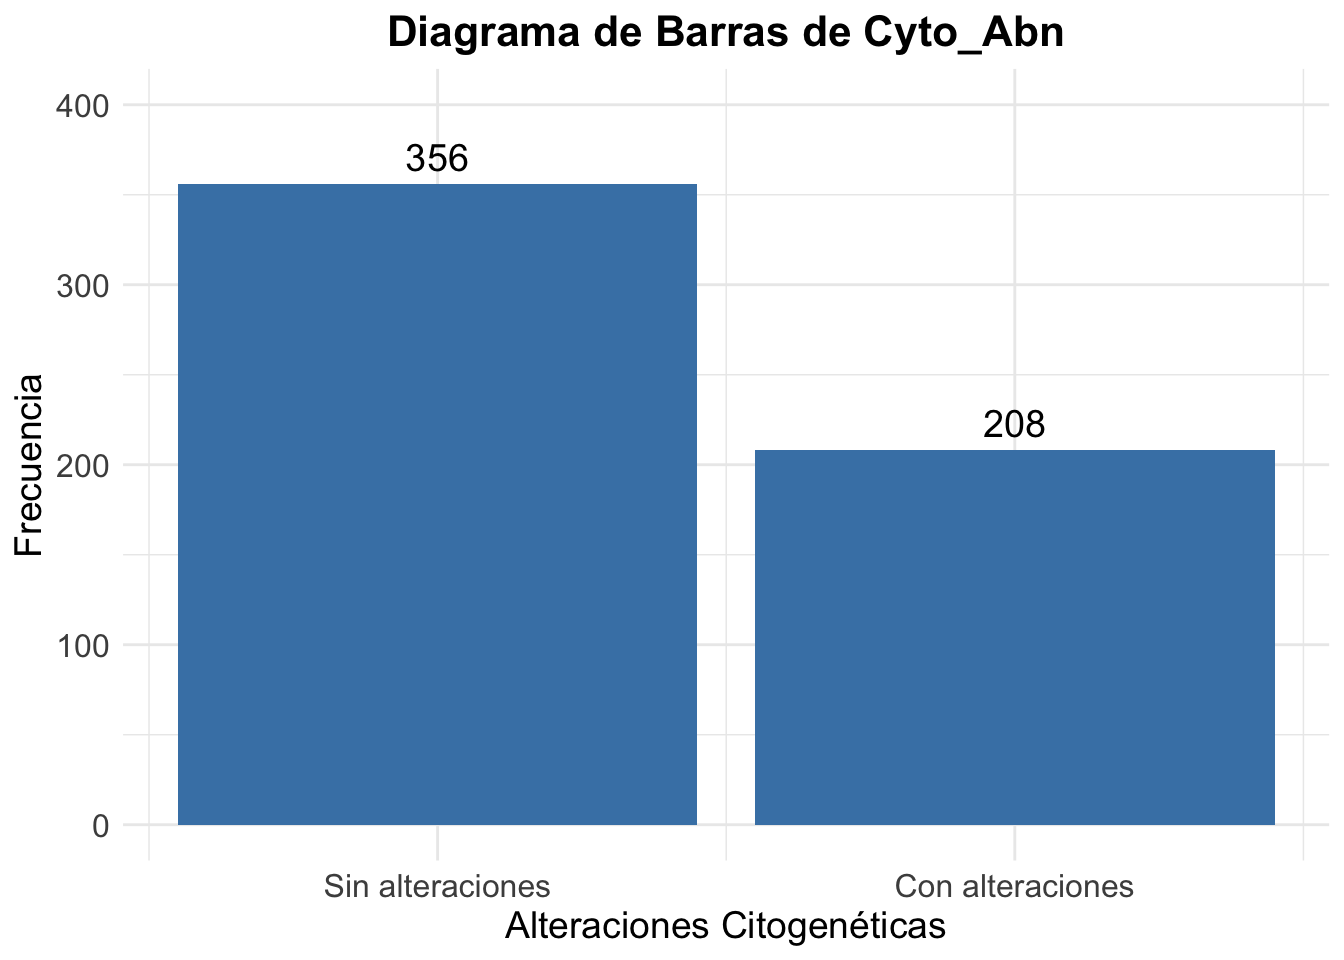 Diagrama de Barras de Cyto_Abn
400
356
300
208
200
100
0
Frecuencia
Sin alteraciones
Con alteraciones
Alteraciones Citogenéticas